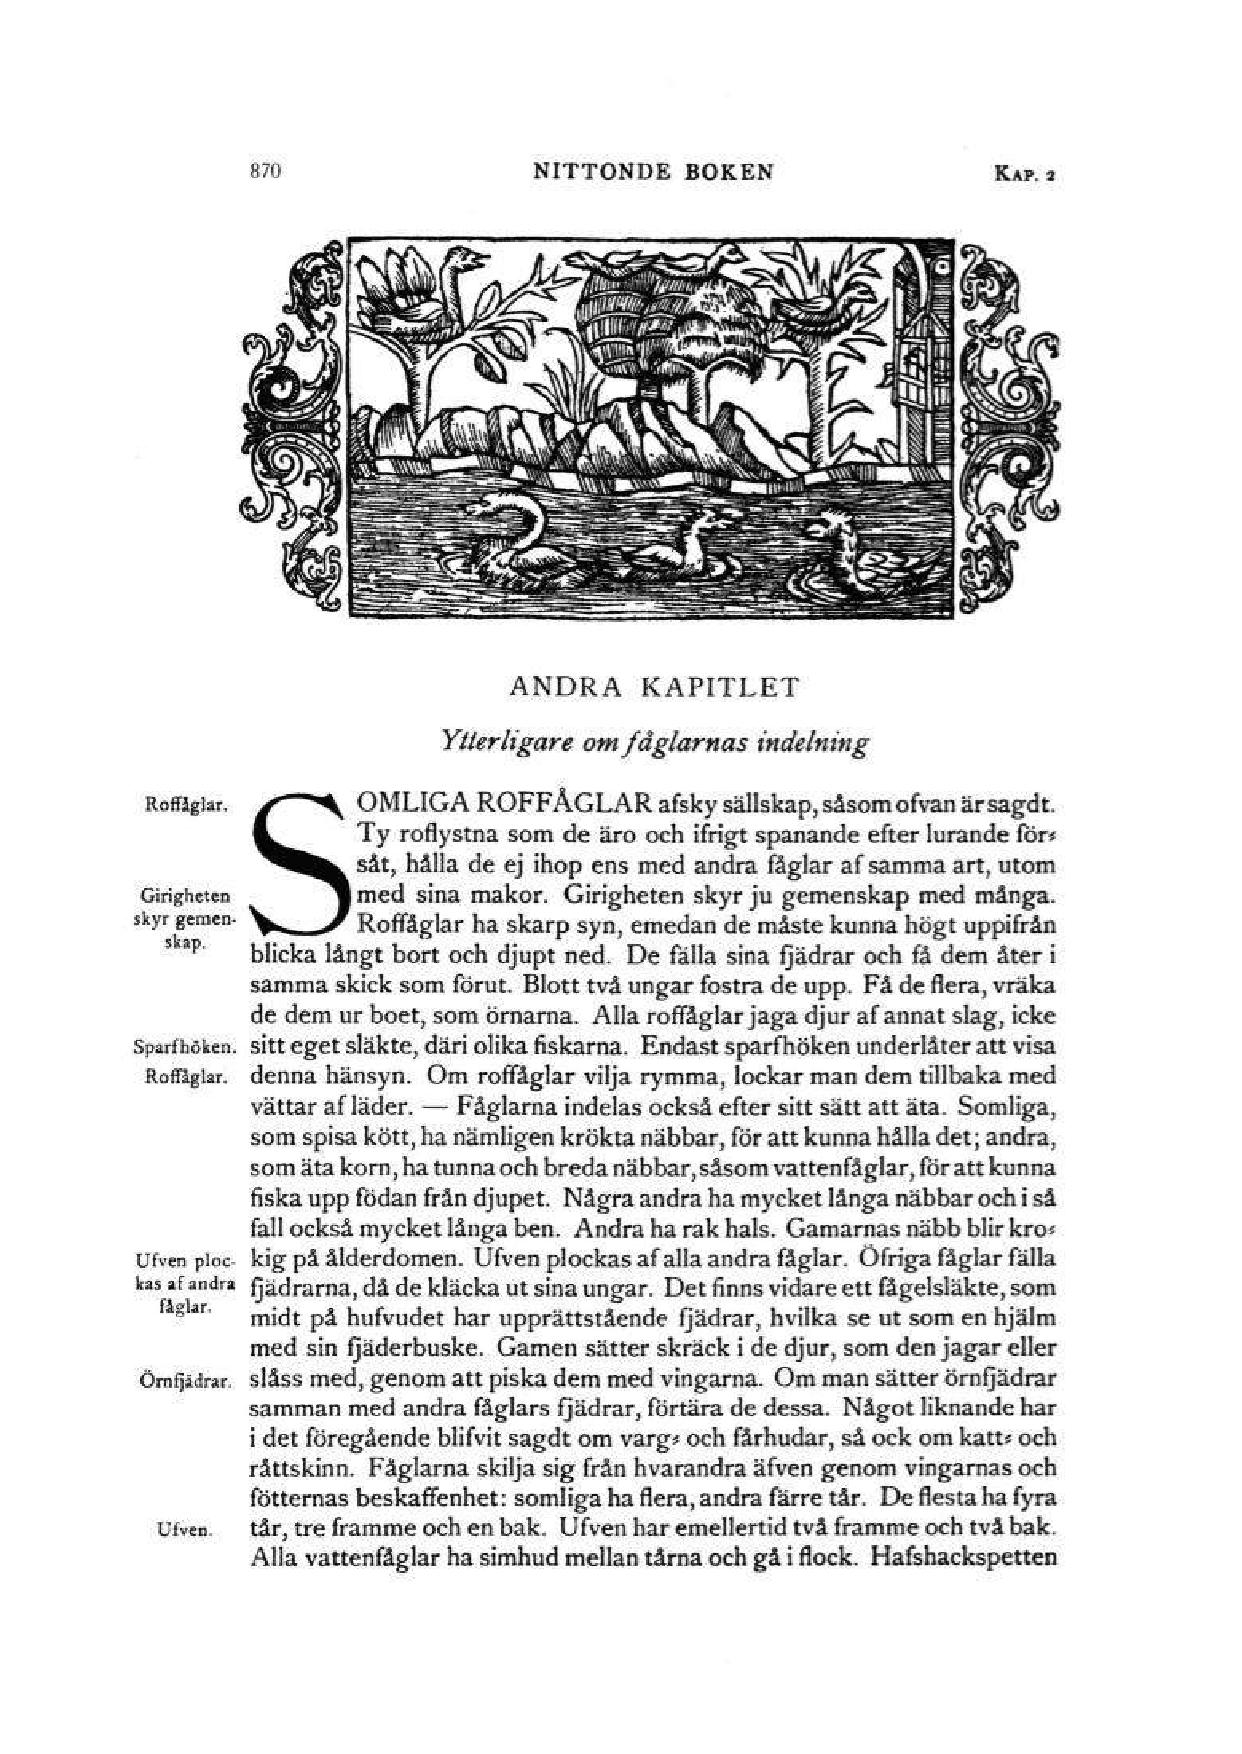 870 NITTONDE BOKEN KAP. 2
ANDRA KAPITLET
Ytterligare om fåglarnas indelning
Roffåglar.
SOMLIGA ROFFÅGLAR afsky sällskap, såsom ofvan är sagdt.
Ty roflystna som de äro och ifrigt spanande efter lurande för-
såt, hålla de ej ihop ens med andra fåglar af samma art, utom
Girigheten
skyr gemen-
skap.
med sina makor. Girigheten skyr ju gemenskap med många.
Roffåglar ha skarp syn, emedan de måste kunna högt uppifrån
blicka långt bort och djupt ned. De fälla sina fjädrar och få dem åter i
samma skick som förut. Blott två ungar fostra de upp. Få de flera, vräka
de dem ur boet, som örnarna. Alla roffåglar jaga djur af annat slag, icke
Sparfhöken.
sitt eget släkte, däri olika fiskarna. Endast sparfhöken underlåter att visa
Roffåglar.
denna hänsyn. Om roffåglar vilja rymma, lockar man dem tillbaka med
vättar af läder. — Fåglarna indelas också efter sitt sätt att äta. Somliga,
som spisa kött, ha nämligen krökta näbbar, för att kunna hålla det; andra,
som äta korn, ha tunna och breda näbbar, såsom vattenfåglar, för att kunna
fiska upp födan från djupet. Några andra ha mycket långa näbbar och i så
fall också mycket långa ben. Andra ha rak hals. Gamarnas näbb blir kro-
Ufven ploc-
kas af andra
fåglar.
kig på ålderdomen. Ufven plockas af alla andra fåglar. Öfriga fåglar fälla
fjädrarna, då de kläcka ut sina ungar. Det finns vidare ett fågelsläkte, som
midt på hufvudet har upprättstående fjädrar, hvilka se ut som en hjälm
med sin fjäderbuske. Gamen sätter skräck i de djur, som den jagar eller
Örnfjädrar.
slåss med, genom att piska dem med vingarna. Om man sätter örnfjädrar
samman med andra fåglars fjädrar, förtära de dessa. Något liknande har
i det föregående blifvit sagdt om varg- och fårhudar, så ock om katt- och
råttskinn. Fåglarna skilja sig från hvarandra äfven genom vingarnas och
fötternas beskaffenhet: somliga ha flera, andra färre tår. De flesta ha fyra
Ufven.
tår, tre framme och en bak. Ufven har emellertid två framme och två bak.
Alla vattenfåglar ha simhud mellan tårna och gå i flock. Hafshackspetten